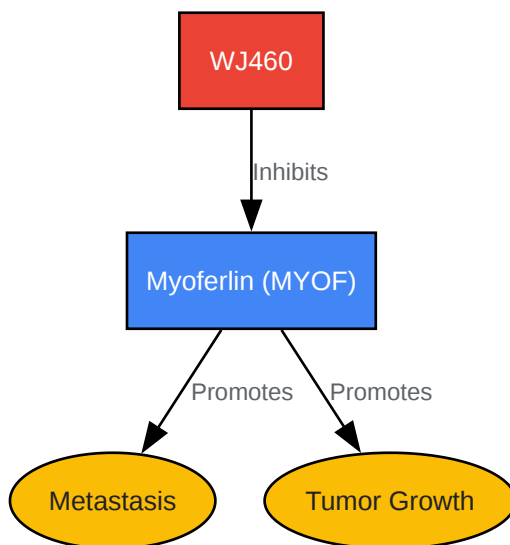 WJ460
Inhibits
Myoferlin (MYOF)
Promotes
Promotes
Metastasis
Tumor Growth